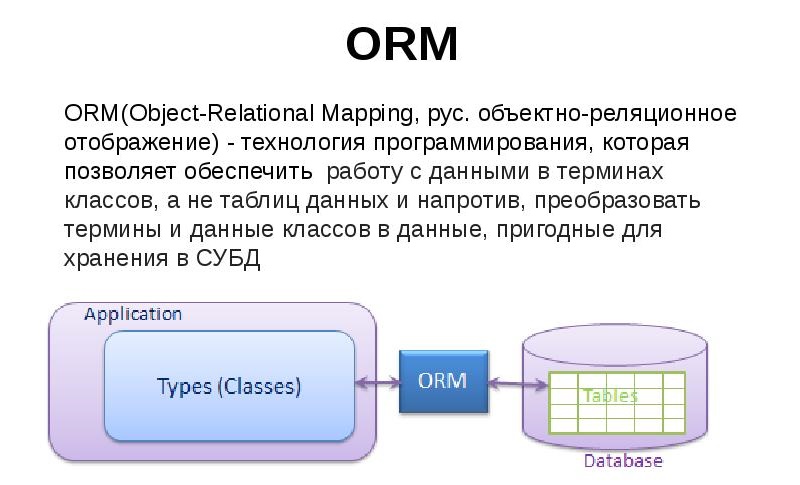 ORM
ORM(Object-Relational Mapping, рус. объектно-реляционное
отображение) - технология программирования, которая
позволяет обеспечить работу с данными в терминах
классов, а не таблиц данных и напротив, преобразовать
термины и данные классов в данные, пригодные для
хранения в СУБД
Application
Types (Classes)
ORM
Tables
Database